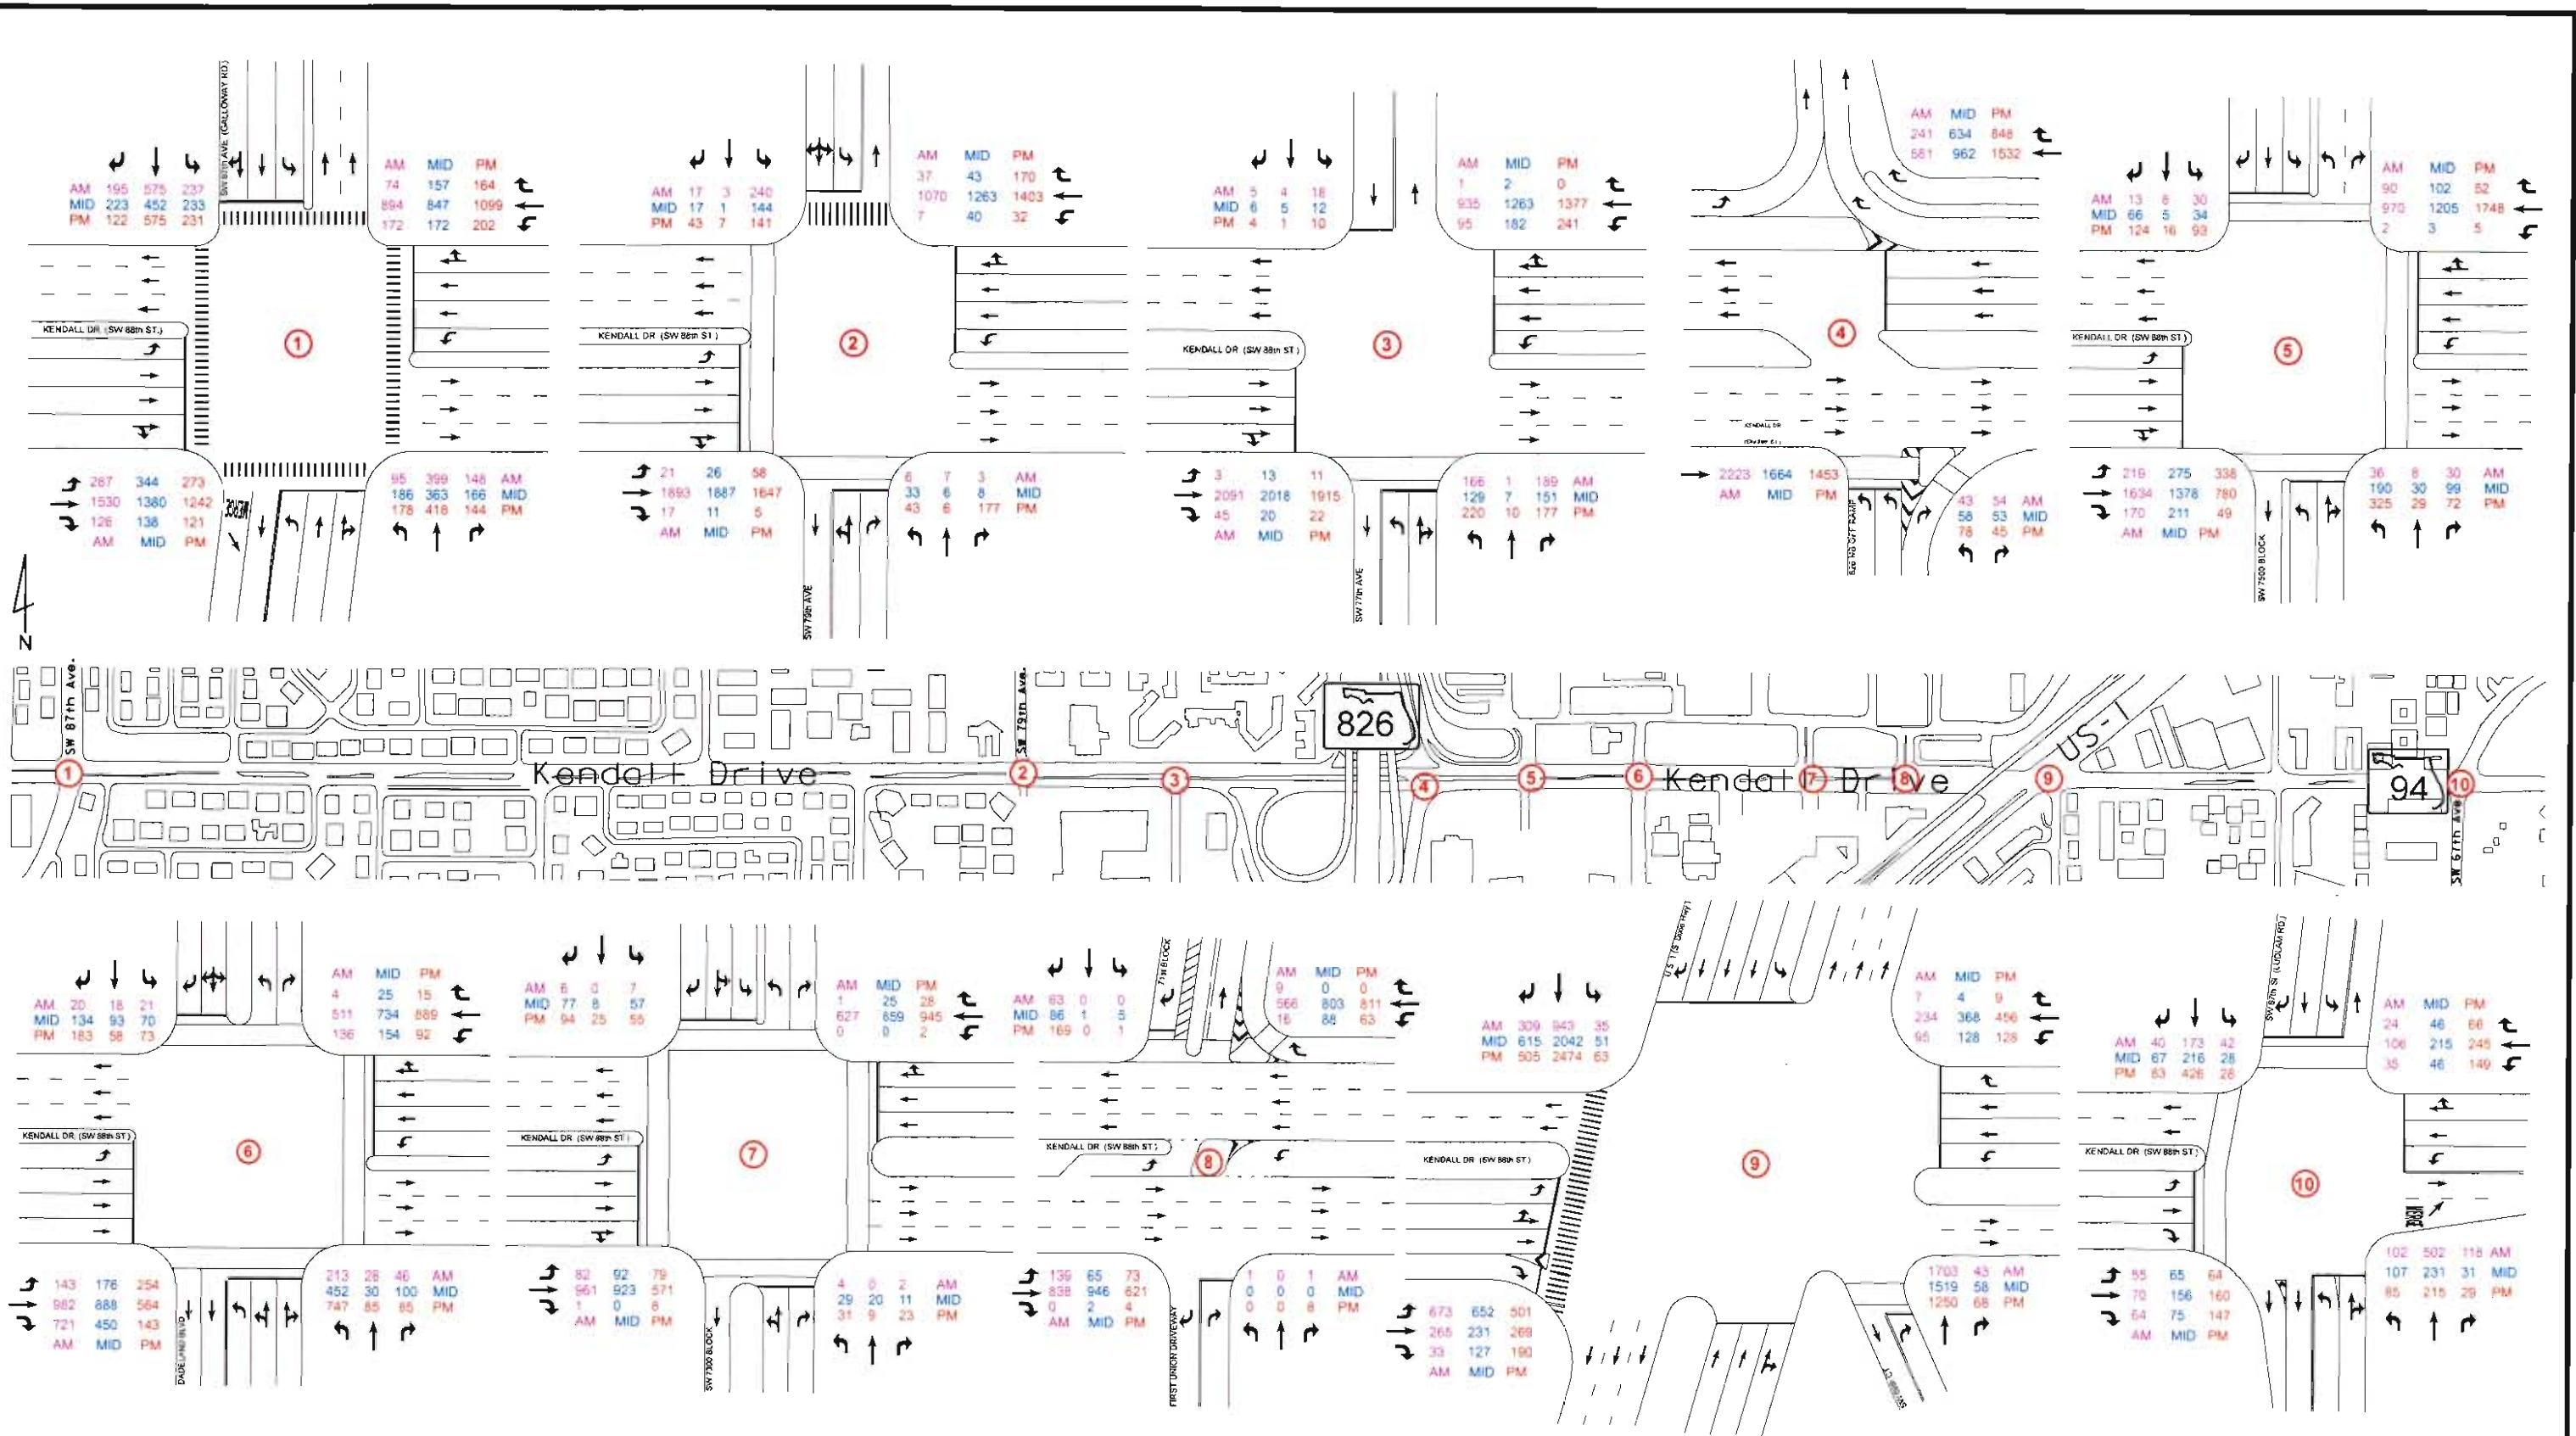 SW 87th AVE (GALLOWAY RD)
AM 195 575 237
MID 223 452 233
PM 122 575 231
AM MID PM
74 157 164
894 847 1099
172 172 202
KENDALL DR. (SW 88th ST.)
1
287 344 273
1530 1380 1242
126 138 121
AM MID PM
MERGE
95 399 148 AM
186 363 166 MID
178 418 144 PM
AM 17 3 240
MID 17 1 144
PM 43 7 141
AM MID PM
37 43 170
1070 1263 1403
7 40 32
KENDALL DR (SW 88th ST)
2
21 26 58
1893 1887 1647
17 11 5
AM MID PM
SW 79th AVE
6 7 3 AM
33 6 8 MID
43 6 177 PM
AM 5 4 18
MID 6 5 12
PM 4 1 10
AM MID PM
1 2 0
935 1263 1377
95 182 241
KENDALL DR (SW 88th ST)
3
3 13 11
2091 2018 1915
45 20 22
AM MID PM
SW 77th AVE
166 1 189 AM
129 7 151 MID
220 10 177 PM
AM MID PM
241 634 848
581 962 1532
4
KENDALL DR
2223 1664 1453
AM MID PM
826 NB OFF RAMP
43 54 AM
58 53 MID
78 45 PM
AM 13 8 30
MID 66 5 34
PM 124 16 93
AM MID PM
90 102 52
970 1205 1748
2 3 5
KENDALL DR (SW 88th ST)
5
219 275 338
1634 1378 780
170 211 49
AM MID PM
SW 7500 BLOCK
36 8 30 AM
190 30 99 MID
325 29 72 PM
N
SW 87th Ave.
SW 79th Ave.
826
US-1
94
SW 67th Ave
1 Kendall Drive 2 3 4 5 6 Kendall 7 Drive 8 9 10
AM 20 18 21
MID 134 93 70
PM 183 58 73
AM MID PM
4 25 15
511 734 889
136 154 92
KENDALL DR (SW 88th ST)
6
143 176 254
982 888 564
721 450 143
AM MID PM
DADELAND BLVD
213 28 46 AM
452 30 100 MID
747 85 85 PM
AM 6 0 7
MID 77 8 57
PM 94 25 55
AM MID PM
1 25 28
627 859 945
0 0 2
KENDALL DR (SW 88th ST)
7
82 92 79
961 923 571
1 0 8
AM MID PM
SW 7300 BLOCK
4 0 2 AM
29 20 11 MID
31 9 23 PM
AM 63 0 0
MID 86 1 5
PM 169 0 1
AM MID PM
9 0 0
566 803 811
16 88 63
KENDALL DR (SW 88th ST)
8
139 65 73
838 946 621
0 2 4
AM MID PM
FIRST UNION DRIVEWAY
1 0 1 AM
0 0 0 MID
0 0 8 PM
AM 309 943 35
MID 615 2042 51
PM 505 2474 63
AM MID PM
7 4 9
234 368 456
95 128 128
KENDALL DR (SW 88th ST)
9
673 652 501
265 231 269
33 127 190
AM MID PM
1703 43 AM
1519 58 MID
1250 68 PM
AM 40 173 42
MID 67 216 28
PM 83 426 28
SW 67th St (LUDLAM RD)
AM MID PM
24 46 66
106 215 245
35 46 149
KENDALL DR (SW 88th ST.)
10
MERGE
55 65 64
70 156 160
64 75 147
AM MID PM
102 502 118 AM
107 231 31 MID
85 215 29 PM